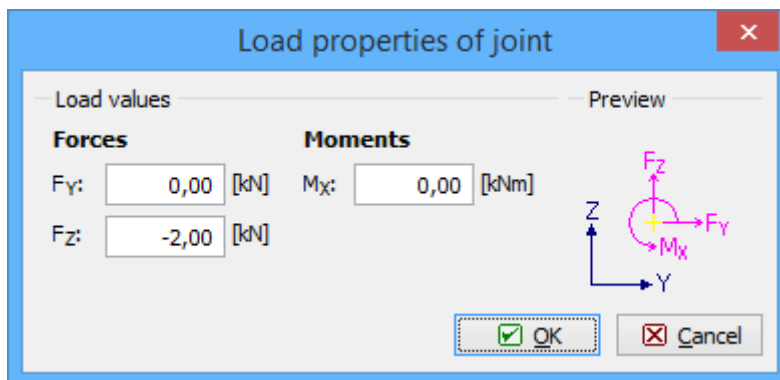 Load properties of joint
Load values
Preview
Forces
Moments
FY: 0,00 [kN]
MX: 0,00 [kNm]
FZ: -2,00 [kN]
FZ
FY
MX
Z
Y
OK
Cancel